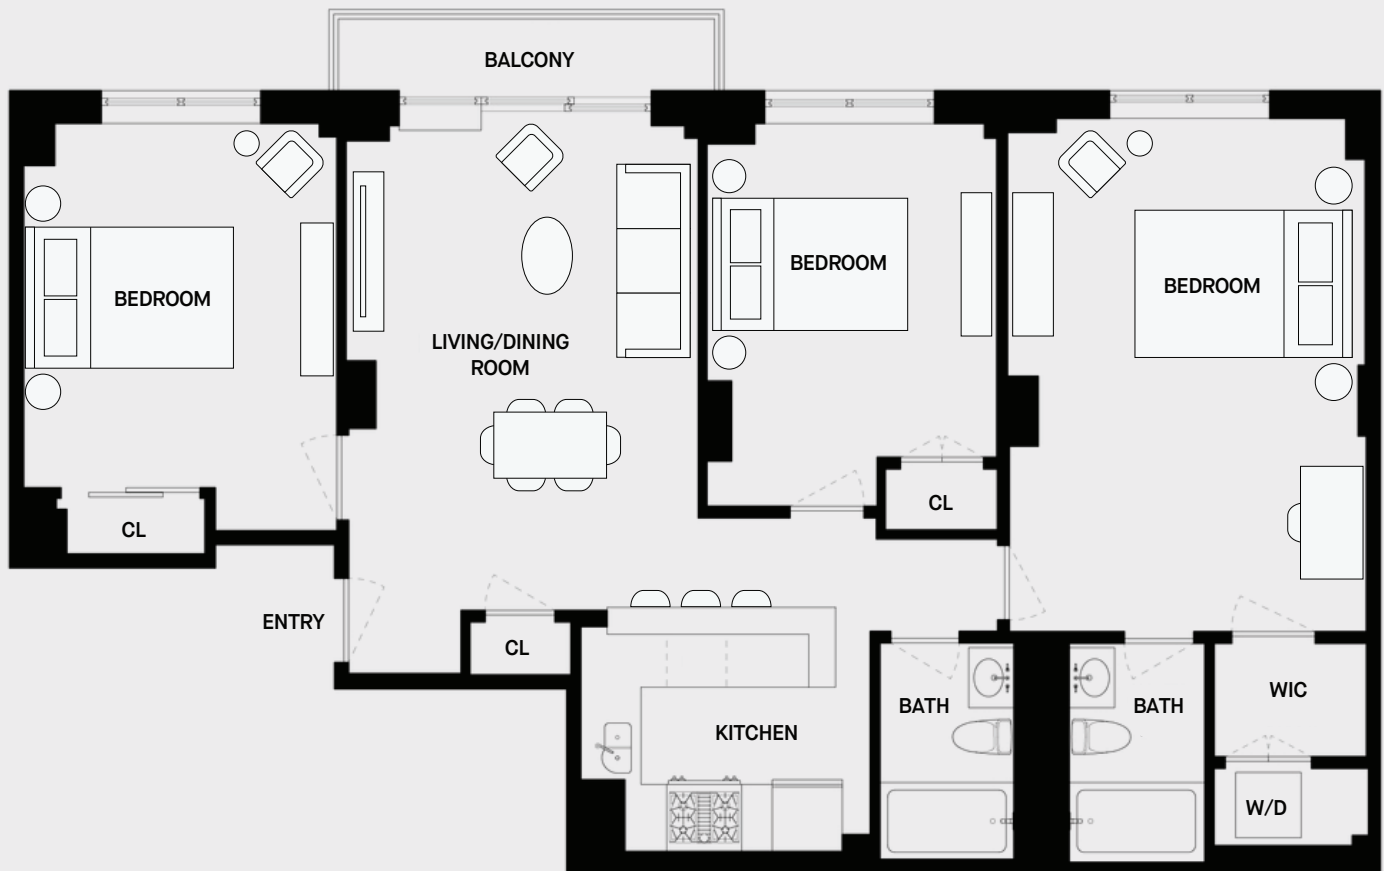 BALCONY
BEDROOM
LIVING/DINING
ROOM
BEDROOM
BEDROOM
CL
CL
ENTRY
CL
KITCHEN
BATH
BATH
WIC
W/D